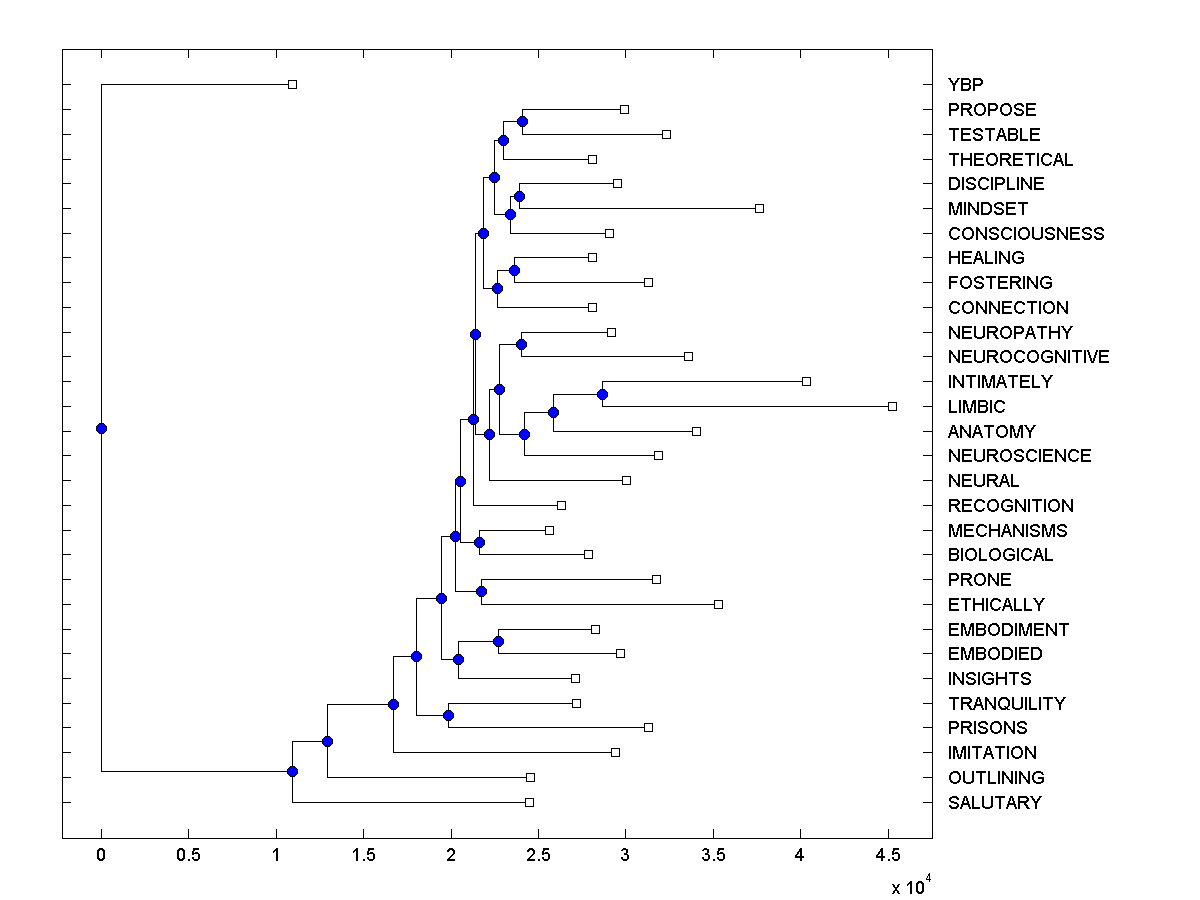 YBP
PROPOSE
TESTABLE
THEORETICAL
DISCIPLINE
MINDSET
CONSCIOUSNESS
HEALING
FOSTERING
CONNECTION
NEUROPATHY
NEUROCOGNITIVE
INTIMATELY
LIMBIC
ANATOMY
NEUROSCIENCE
NEURAL
RECOGNITION
MECHANISMS
BIOLOGICAL
PRONE
ETHICALLY
EMBODIMENT
EMBODIED
INSIGHTS
TRANQUILITY
PRISONS
IMITATION
OUTLINING
SALUTARY
0 0.5 1 1.5 2 2.5 3 3.5 4 4.5
x 10^4